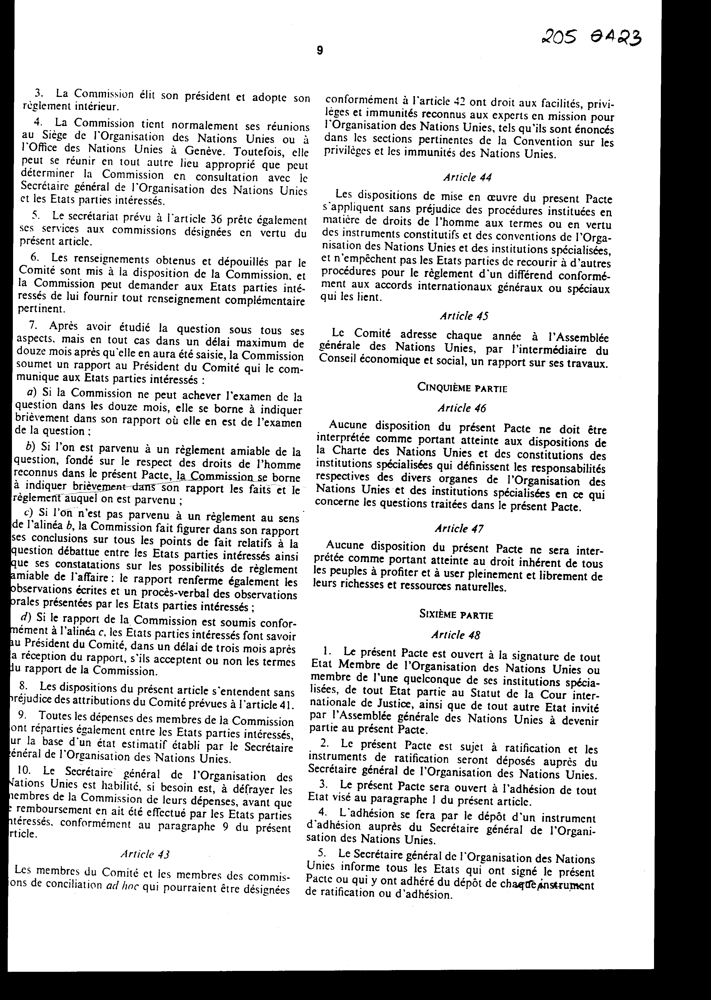 205 θA23
9
3. La Commission élit son président et adopte son
règlement intérieur.
4. La Commission tient normalement ses réunions
au Siège de l'Organisation des Nations Unies ou à
l'Office des Nations Unies à Genève. Toutefois, elle
peut se réunir en tout autre lieu approprié que peut
déterminer la Commission en consultation avec le
Secrétaire général de l'Organisation des Nations Unies
et les Etats parties intéressés.
5. Le secrétariat prévu à l'article 36 prête également
ses services aux commissions désignées en vertu du
présent article.
6. Les renseignements obtenus et dépouillés par le
Comité sont mis à la disposition de la Commission, et
la Commission peut demander aux Etats parties inté-
ressés de lui fournir tout renseignement complémentaire
pertinent.
7. Après avoir étudié la question sous tous ses
aspects, mais en tout cas dans un délai maximum de
douze mois après qu'elle en aura été saisie, la Commission
soumet un rapport au Président du Comité qui le com-
munique aux Etats parties intéressés :
a) Si la Commission ne peut achever l'examen de la
question dans les douze mois, elle se borne à indiquer
brièvement dans son rapport où elle en est de l'examen
de la question ;
b) Si l'on est parvenu à un règlement amiable de la
question, fondé sur le respect des droits de l'homme
reconnus dans le présent Pacte, la Commission se borne
à indiquer brièvement dans son rapport les faits et le
règlement auquel on est parvenu ;
c) Si l'on n'est pas parvenu à un règlement au sens
de l'alinéa b, la Commission fait figurer dans son rapport
ses conclusions sur tous les points de fait relatifs à la
question débattue entre les Etats parties intéressés ainsi
que ses constatations sur les possibilités de règlement
amiable de l'affaire ; le rapport renferme également les
observations écrites et un procès-verbal des observations
orales présentées par les Etats parties intéressés ;
d) Si le rapport de la Commission est soumis confor-
mément à l'alinéa c, les Etats parties intéressés font savoir
au Président du Comité, dans un délai de trois mois après
la réception du rapport, s'ils acceptent ou non les termes
du rapport de la Commission.
8. Les dispositions du présent article s'entendent sans
préjudice des attributions du Comité prévues à l'article 41.
9. Toutes les dépenses des membres de la Commission
ont réparties également entre les Etats parties intéressés,
ur la base d'un état estimatif établi par le Secrétaire
énéral de l'Organisation des Nations Unies.
10. Le Secrétaire général de l'Organisation des
Nations Unies est habilité, si besoin est, à défrayer les
membres de la Commission de leurs dépenses, avant que
e remboursement en ait été effectué par les Etats parties
ntéressés, conformément au paragraphe 9 du présent
rticle.
Article 43
Les membres du Comité et les membres des commis-
ions de conciliation ad hoc qui pourraient être désignées
conformément à l'article 42 ont droit aux facilités, privi-
lèges et immunités reconnus aux experts en mission pour
l'Organisation des Nations Unies, tels qu'ils sont énoncés
dans les sections pertinentes de la Convention sur les
privilèges et les immunités des Nations Unies.
Article 44
Les dispositions de mise en œuvre du present Pacte
s'appliquent sans préjudice des procédures instituées en
matière de droits de l'homme aux termes ou en vertu
des instruments constitutifs et des conventions de l'Orga-
nisation des Nations Unies et des institutions spécialisées,
et n'empêchent pas les Etats parties de recourir à d'autres
procédures pour le règlement d'un différend conformé-
ment aux accords internationaux généraux ou spéciaux
qui les lient.
Article 45
Le Comité adresse chaque année à l'Assemblée
générale des Nations Unies, par l'intermédiaire du
Conseil économique et social, un rapport sur ses travaux.
CINQUIÈME PARTIE
Article 46
Aucune disposition du présent Pacte ne doit être
interprétée comme portant atteinte aux dispositions de
la Charte des Nations Unies et des constitutions des
institutions spécialisées qui définissent les responsabilités
respectives des divers organes de l'Organisation des
Nations Unies et des institutions spécialisées en ce qui
concerne les questions traitées dans le présent Pacte.
Article 47
Aucune disposition du présent Pacte ne sera inter-
prétée comme portant atteinte au droit inhérent de tous
les peuples à profiter et à user pleinement et librement de
leurs richesses et ressources naturelles.
SIXIÈME PARTIE
Article 48
1. Le présent Pacte est ouvert à la signature de tout
Etat Membre de l'Organisation des Nations Unies ou
membre de l'une quelconque de ses institutions spécia-
lisées, de tout Etat partie au Statut de la Cour inter-
nationale de Justice, ainsi que de tout autre Etat invité
par l'Assemblée générale des Nations Unies à devenir
partie au présent Pacte.
2. Le présent Pacte est sujet à ratification et les
instruments de ratification seront déposés auprès du
Secrétaire général de l'Organisation des Nations Unies.
3. Le présent Pacte sera ouvert à l'adhésion de tout
Etat visé au paragraphe 1 du présent article.
4. L'adhésion se fera par le dépôt d'un instrument
d'adhésion auprès du Secrétaire général de l'Organi-
sation des Nations Unies.
5. Le Secrétaire général de l'Organisation des Nations
Unies informe tous les Etats qui ont signé le présent
Pacte ou qui y ont adhéré du dépôt de chaque instrument
de ratification ou d'adhésion.